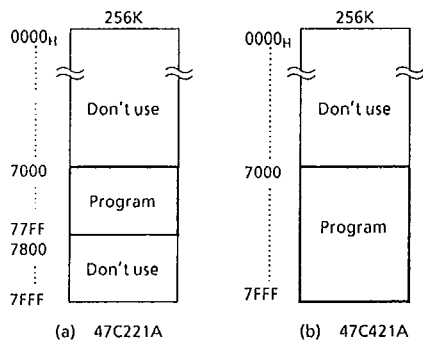 256K
0000H
Don't use
7000
Program
77FF
7800
Don't use
7FFF
(a) 47C221A
256K
0000H
Don't use
7000
Program
7FFF
(b) 47C421A